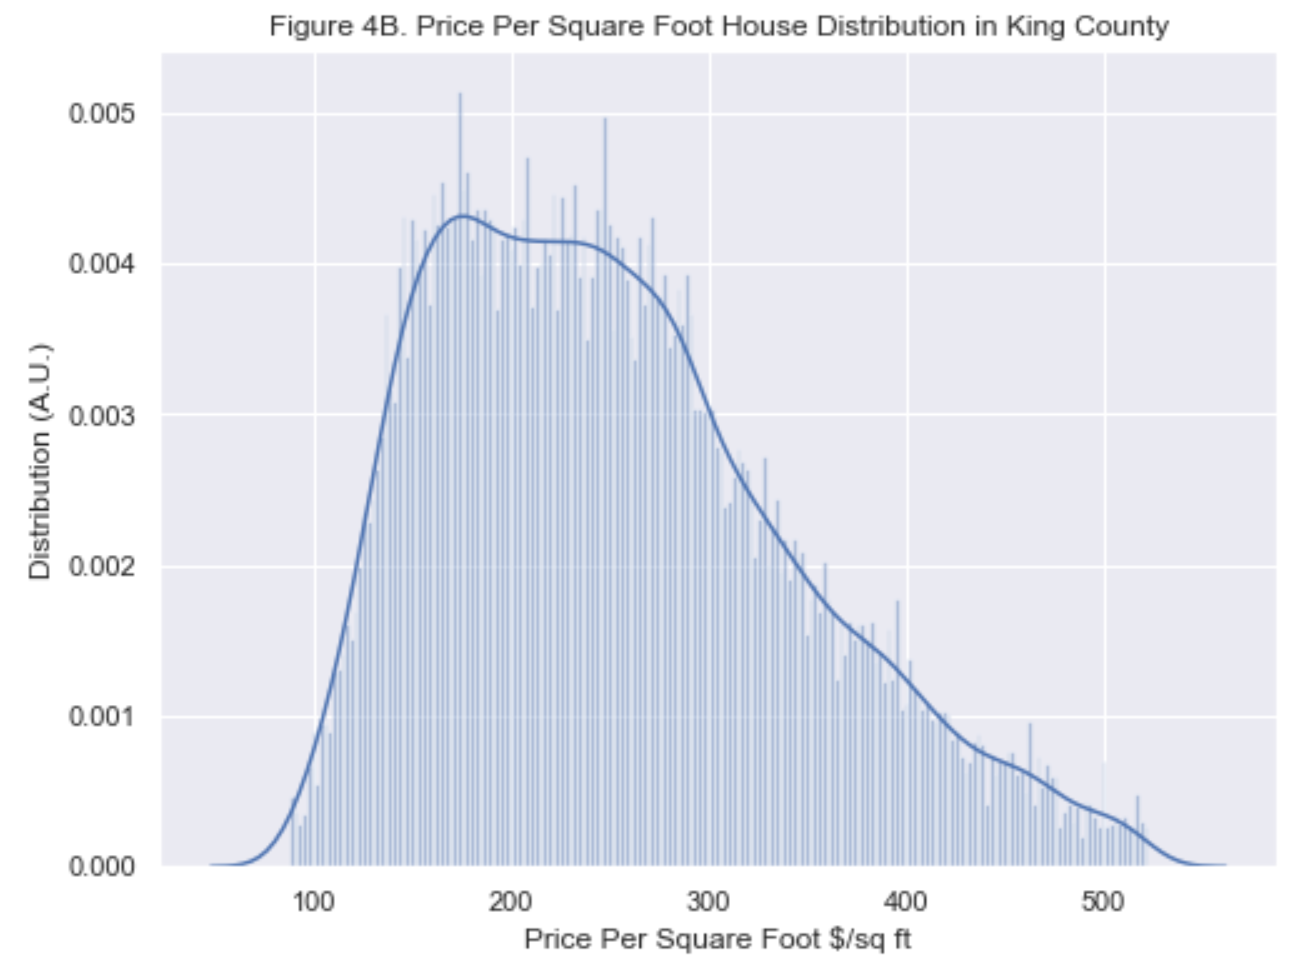 Figure 4B. Price Per Square Foot House Distribution in King County
0.005
0.004
0.003
0.002
0.001
0.000
Distribution (A.U.)
100 200 300 400 500
Price Per Square Foot $/sq ft